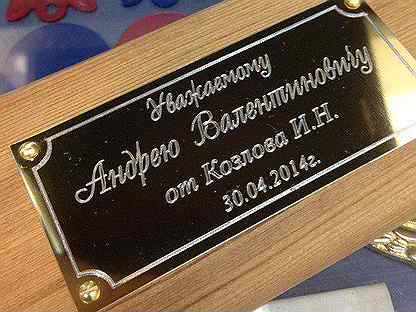 Уважаемому
Андрею Валентиновичу
от Козлова И.Н.
30.04.2014г.